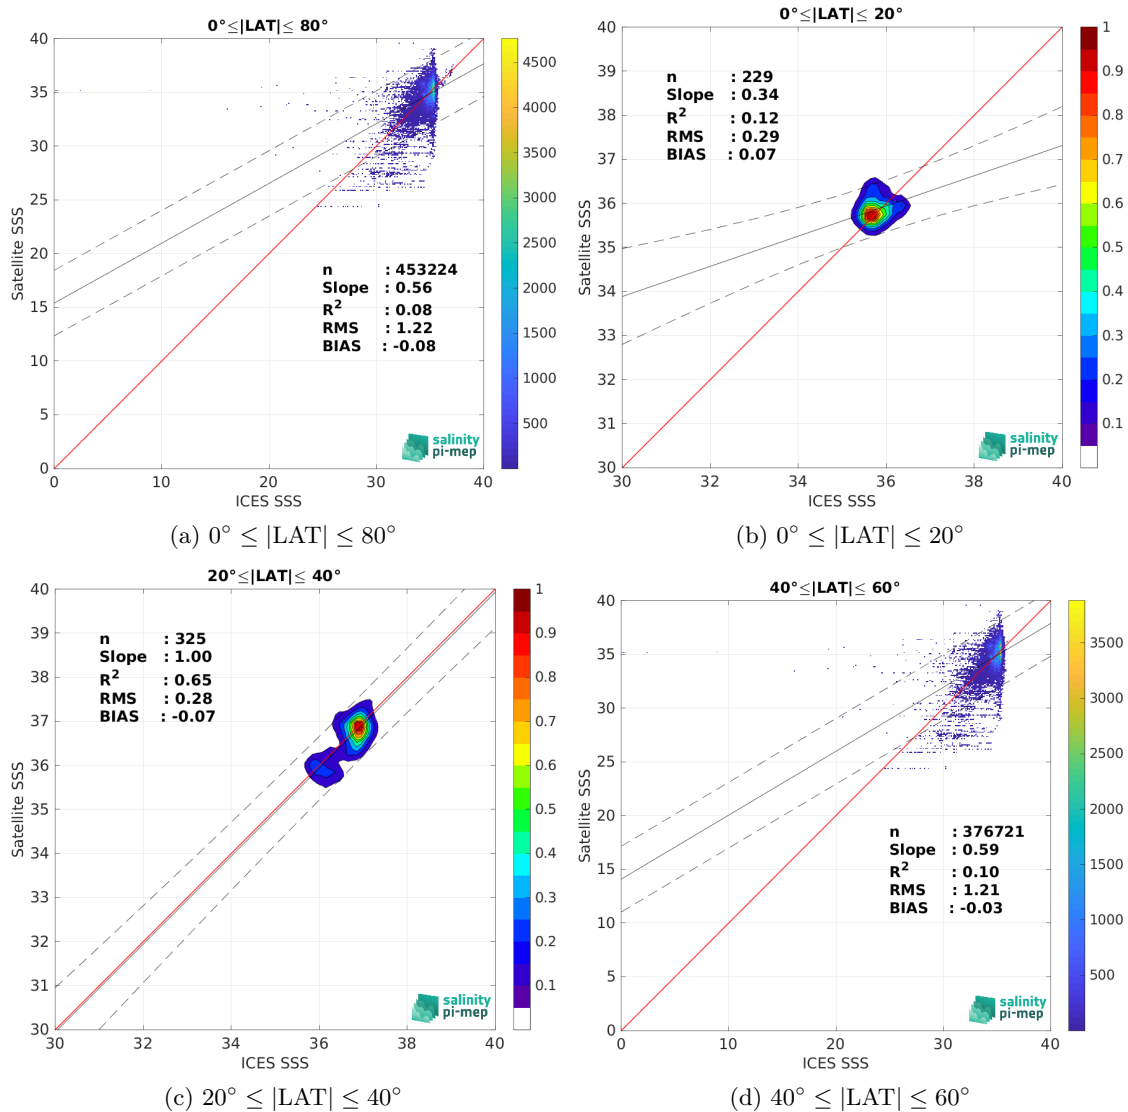 0°≤|LAT|≤ 80°
40
35
30
25
20
15
10
5
0
Satellite SSS
n : 453224
Slope : 0.56
R² : 0.08
RMS : 1.22
BIAS : -0.08
salinity
pi-mep
0 10 20 30 40
ICES SSS
4500
4000
3500
3000
2500
2000
1500
1000
500
(a) 0° ≤ |LAT| ≤ 80°
0°≤|LAT|≤ 20°
40
39
38
37
36
35
34
33
32
31
30
Satellite SSS
n : 229
Slope : 0.34
R² : 0.12
RMS : 0.29
BIAS : 0.07
salinity
pi-mep
30 32 34 36 38 40
ICES SSS
1
0.9
0.8
0.7
0.6
0.5
0.4
0.3
0.2
0.1
(b) 0° ≤ |LAT| ≤ 20°
20°≤|LAT|≤ 40°
40
39
38
37
36
35
34
33
32
31
30
Satellite SSS
n : 325
Slope : 1.00
R² : 0.65
RMS : 0.28
BIAS : -0.07
salinity
pi-mep
30 32 34 36 38 40
ICES SSS
1
0.9
0.8
0.7
0.6
0.5
0.4
0.3
0.2
0.1
(c) 20° ≤ |LAT| ≤ 40°
40°≤|LAT|≤ 60°
40
35
30
25
20
15
10
5
0
Satellite SSS
n : 376721
Slope : 0.59
R² : 0.10
RMS : 1.21
BIAS : -0.03
salinity
pi-mep
0 10 20 30 40
ICES SSS
3500
3000
2500
2000
1500
1000
500
(d) 40° ≤ |LAT| ≤ 60°